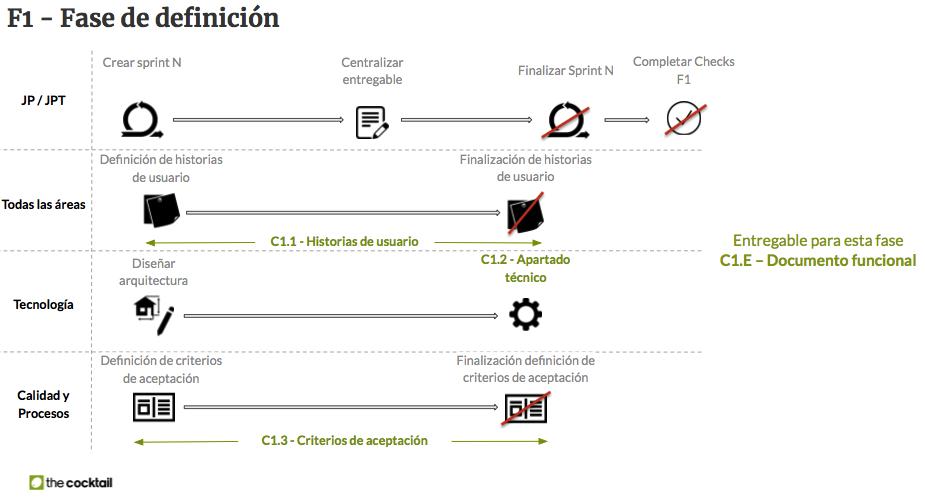 F1 - Fase de definición
Crear sprint N
Centralizar
entregable
Finalizar Sprint N
Completar Checks
F1
JP / JPT
Definición de historias
de usuario
Finalización de historias
de usuario
Todas las áreas
C1.1 - Historias de usuario
Entregable para esta fase
C1.E – Documento funcional
Diseñar
arquitectura
C1.2 - Apartado
técnico
Tecnología
Definición de criterios
de aceptación
Finalización definición de
criterios de aceptación
Calidad y
Procesos
C1.3 - Criterios de aceptación
the cocktail